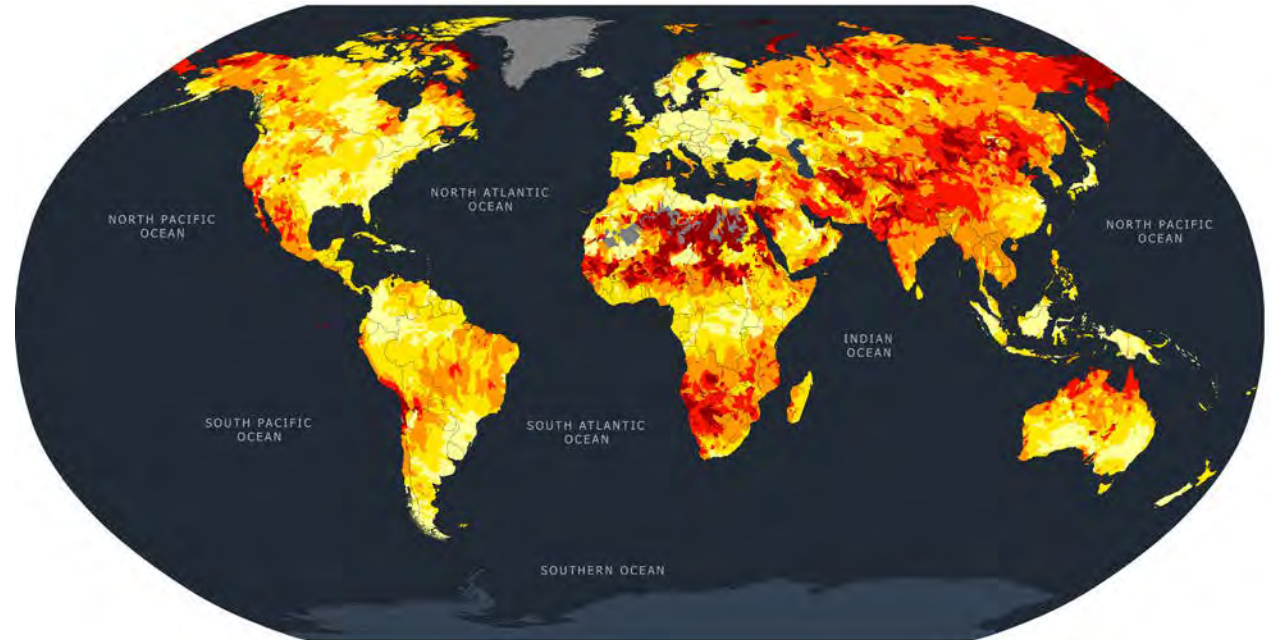 NORTH ATLANTIC
OCEAN
NORTH PACIFIC
OCEAN
NORTH PACIFIC
OCEAN
INDIAN
OCEAN
SOUTH PACIFIC
OCEAN
SOUTH ATLANTIC
OCEAN
SOUTHERN OCEAN